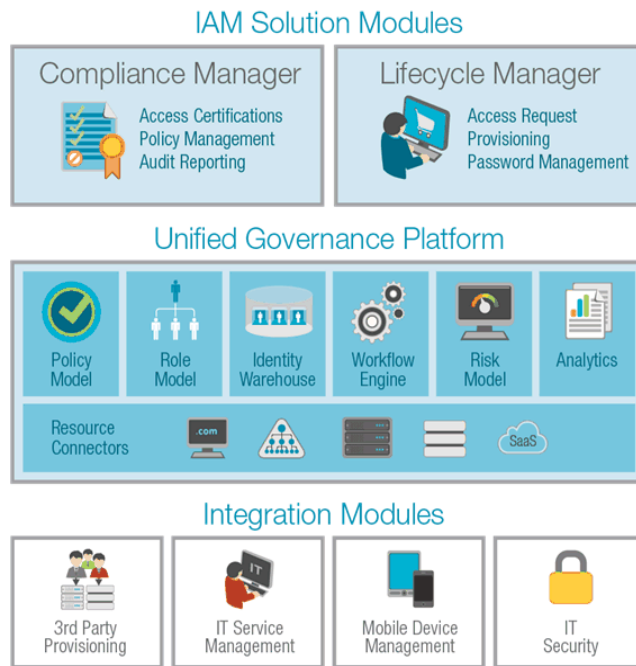 IAM Solution Modules
Compliance Manager
Access Certifications
Policy Management
Audit Reporting
Lifecycle Manager
Access Request
Provisioning
Password Management
Unified Governance Platform
Policy
Model
Role
Model
Identity
Warehouse
Workflow
Engine
Risk
Model
Analytics
Resource
Connectors
.com
SaaS
Integration Modules
3rd Party
Provisioning
IT
IT Service
Management
Mobile Device
Management
IT
Security